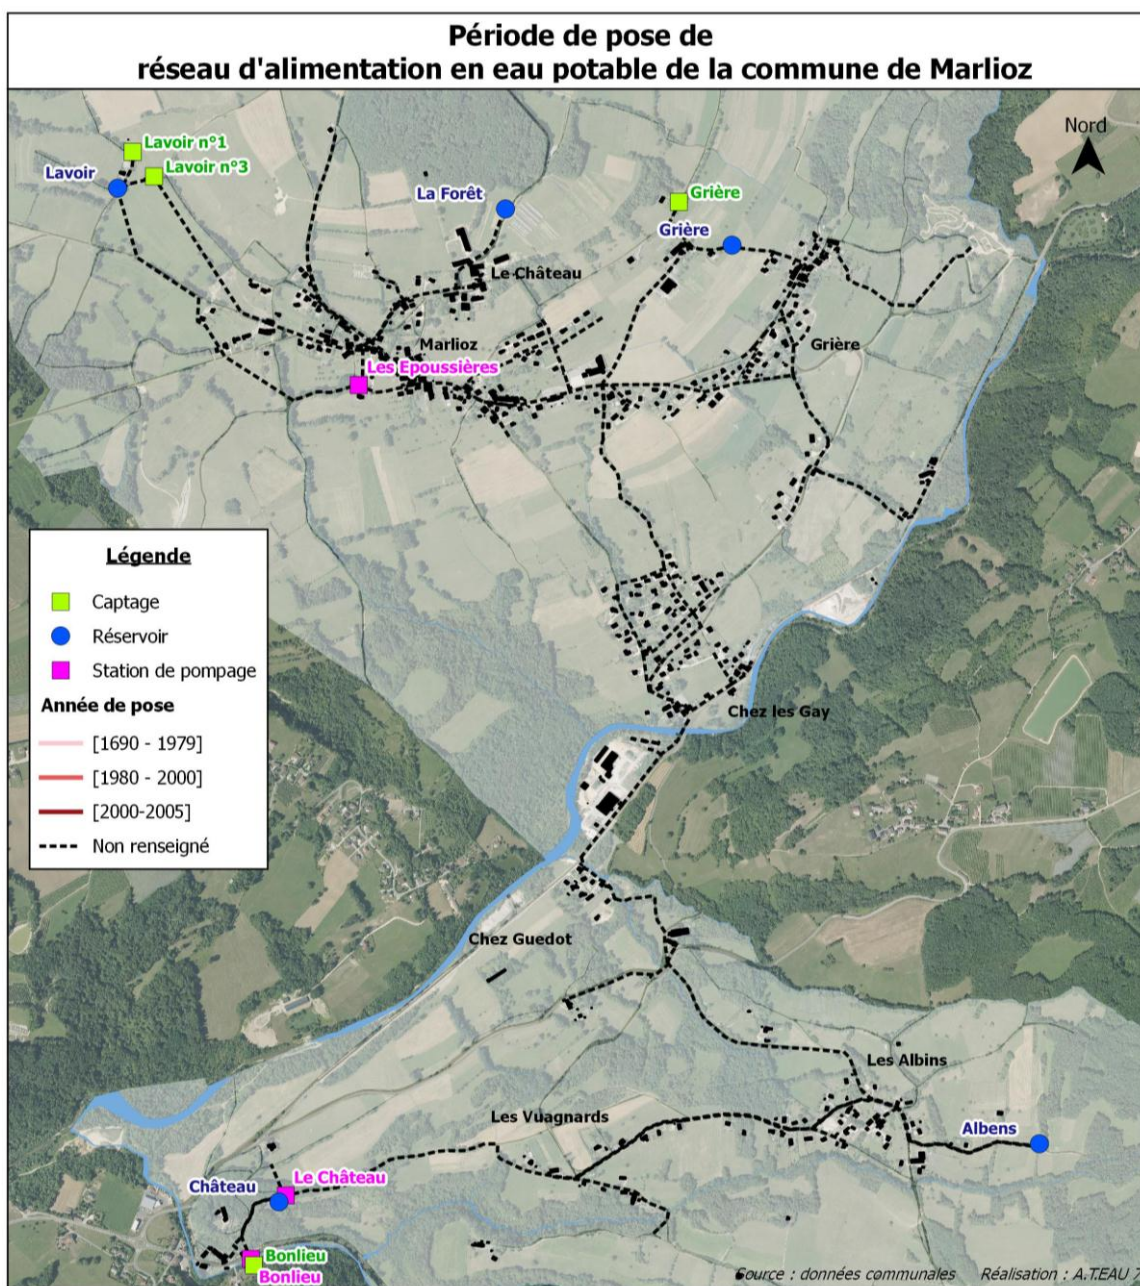 Période de pose de
réseau d'alimentation en eau potable de la commune de Marlioz
Nord
Lavoir n°1
Lavoir n°3
Lavoir
La Forêt
Grière
Grière
Le Château
Marlioz
Grière
Les Epoussières
Légende
Captage
Réservoir
Station de pompage
Année de pose
[1690 - 1979]
[1980 - 2000]
[2000-2005]
Non renseigné
Chez les Gay
Chez Guedot
Les Albins
Les Vuagnards
Albens
Château
Le Château
Bonlieu
Bonlieu
Source : données communales Réalisation : A.T.EAU 7